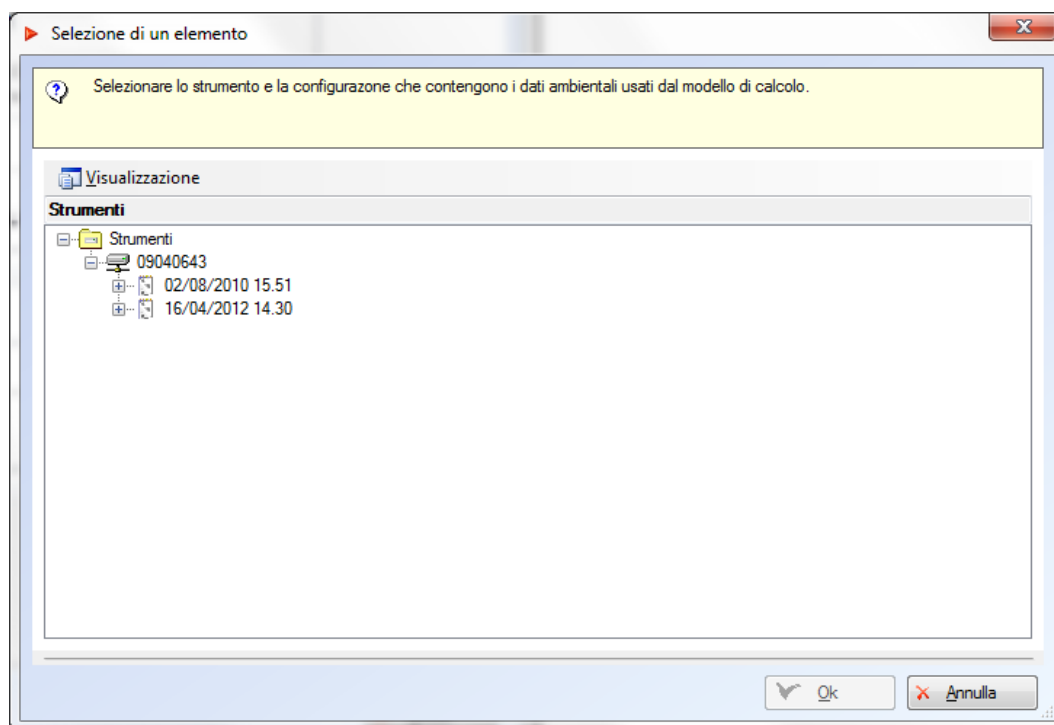 Selezione di un elemento
Selezionare lo strumento e la configurazone che contengono i dati ambientali usati dal modello di calcolo.
Visualizzazione
Strumenti
Strumenti
09040643
02/08/2010 15.51
16/04/2012 14.30
Ok Annulla